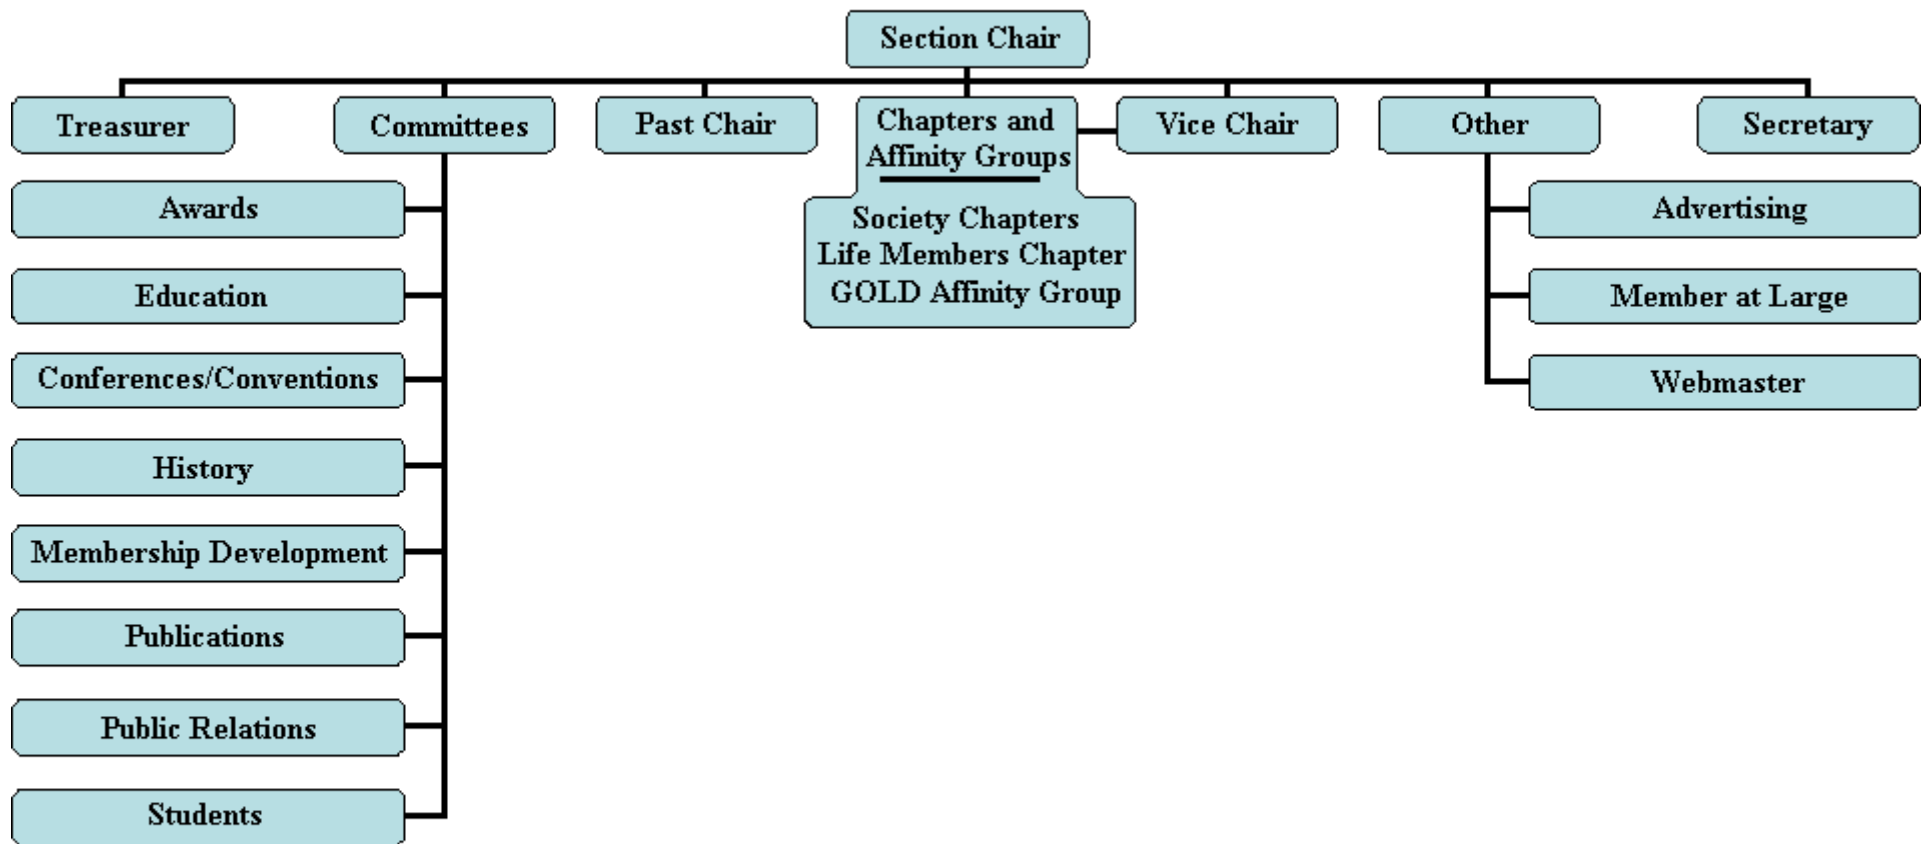 Section Chair
Treasurer
Committees
Past Chair
Chapters and
Affinity Groups
Society Chapters
Life Members Chapter
GOLD Affinity Group
Vice Chair
Other
Secretary
Awards
Education
Conferences/Conventions
History
Membership Development
Publications
Public Relations
Students
Advertising
Member at Large
Webmaster